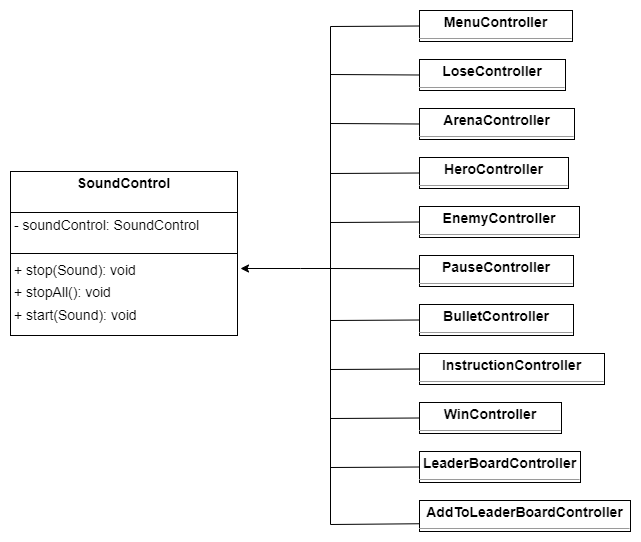 SoundControl
- soundControl: SoundControl
+ stop(Sound): void
+ stopAll(): void
+ start(Sound): void
MenuController
LoseController
ArenaController
HeroController
EnemyController
PauseController
BulletController
InstructionController
WinController
LeaderBoardController
AddToLeaderBoardController